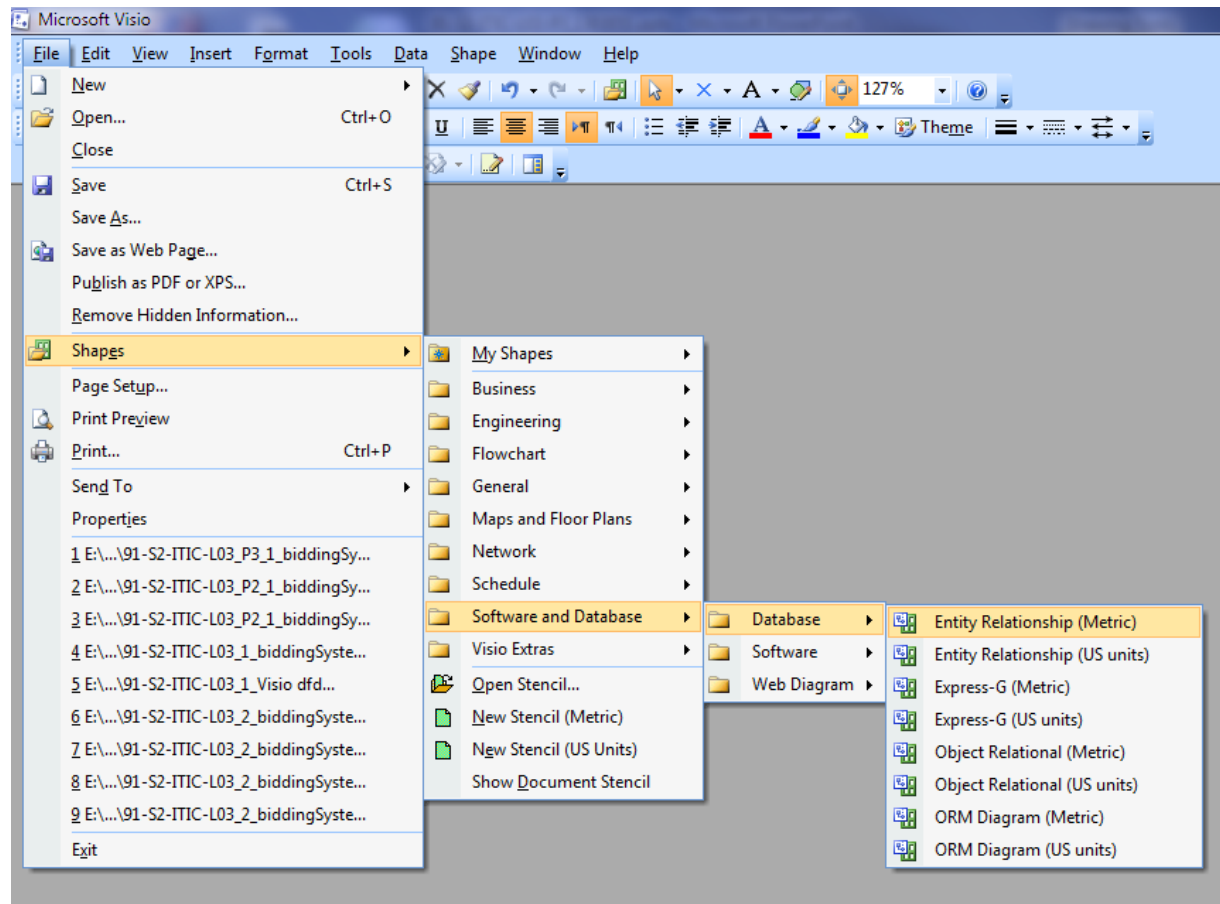 Microsoft Visio
File Edit View Insert Format Tools Data Shape Window Help
New
127%
Open... Ctrl+O
U A Theme
Close
Save Ctrl+S
Save As...
Save as Web Page...
Publish as PDF or XPS...
Remove Hidden Information...
Shapes
Page Setup...
Print Preview
Print... Ctrl+P
Send To
Properties
1 E:\...\91-S2-ITIC-L03_P3_1_biddingSy...
2 E:\...\91-S2-ITIC-L03_P2_1_biddingSy...
3 E:\...\91-S2-ITIC-L03_P2_1_biddingSy...
4 E:\...\91-S2-ITIC-L03_1_biddingSyste...
5 E:\...\91-S2-ITIC-L03_1_Visio dfd...
6 E:\...\91-S2-ITIC-L03_2_biddingSyste...
7 E:\...\91-S2-ITIC-L03_2_biddingSyste...
8 E:\...\91-S2-ITIC-L03_2_biddingSyste...
9 E:\...\91-S2-ITIC-L03_2_biddingSyste...
Exit
My Shapes
Business
Engineering
Flowchart
General
Maps and Floor Plans
Network
Schedule
Software and Database
Visio Extras
Open Stencil...
New Stencil (Metric)
New Stencil (US Units)
Show Document Stencil
Database
Software
Web Diagram
Entity Relationship (Metric)
Entity Relationship (US units)
Express-G (Metric)
Express-G (US units)
Object Relational (Metric)
Object Relational (US units)
ORM Diagram (Metric)
ORM Diagram (US units)